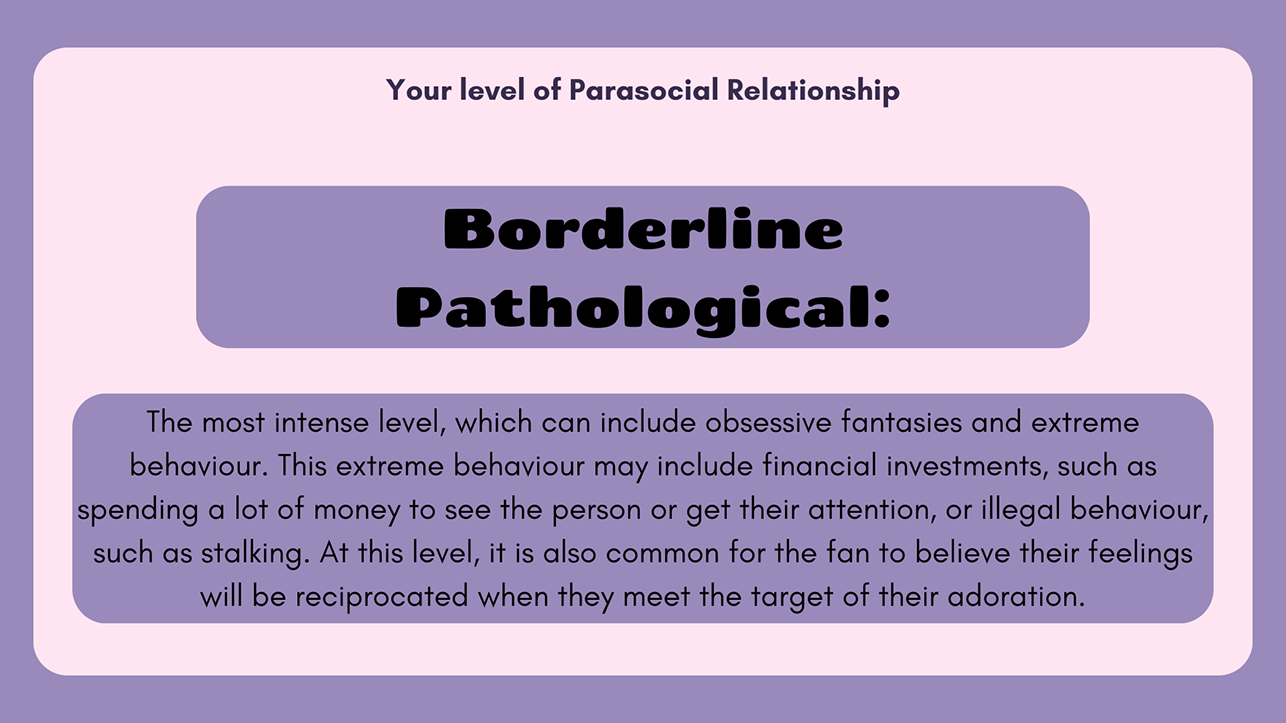 Your level of Parasocial Relationship
Borderline
Pathological:
The most intense level, which can include obsessive fantasies and extreme
behaviour. This extreme behaviour may include financial investments, such as
spending a lot of money to see the person or get their attention, or illegal behaviour,
such as stalking. At this level, it is also common for the fan to believe their feelings
will be reciprocated when they meet the target of their adoration.